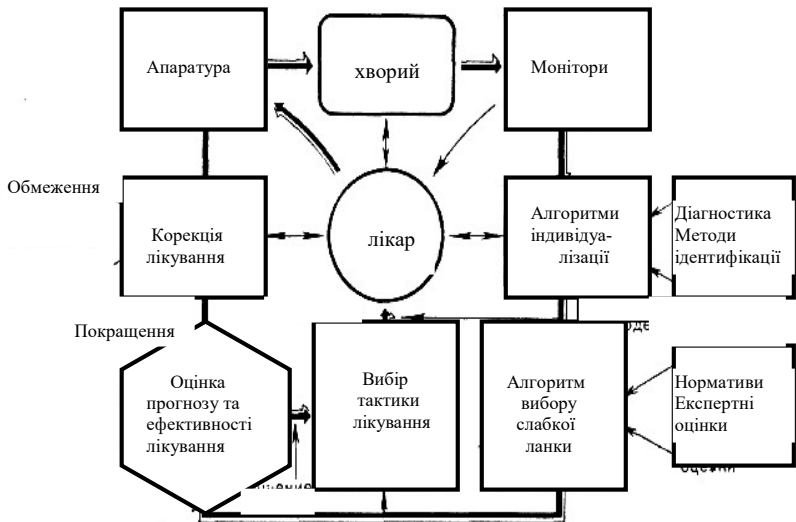 Апаратура
хворий
Монітори
Обмеження
Корекція
лікування
лікар
Алгоритми
індивідуа-
лізації
Діагностика
Методи
ідентифікації
Покращення
Оцінка
прогнозу та
ефективності
лікування
Вибір
тактики
лікування
Алгоритм
вибору
слабкої
ланки
Нормативи
Експертні
оцінки